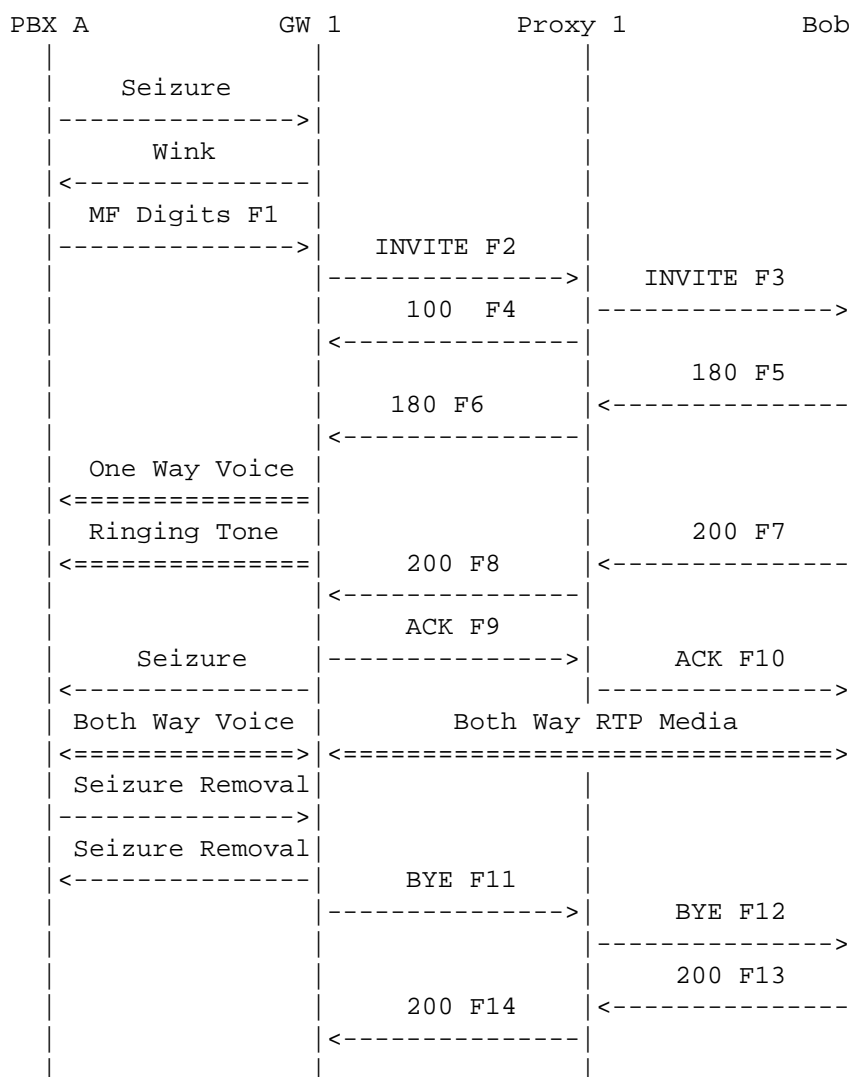 PBX A GW 1 Proxy 1 Bob
Seizure
Wink
MF Digits F1
INVITE F2
INVITE F3
100 F4
180 F5
180 F6
One Way Voice
Ringing Tone 200 F7
200 F8
ACK F9
Seizure ACK F10
Both Way Voice Both Way RTP Media
Seizure Removal
Seizure Removal
BYE F11
BYE F12
200 F13
200 F14